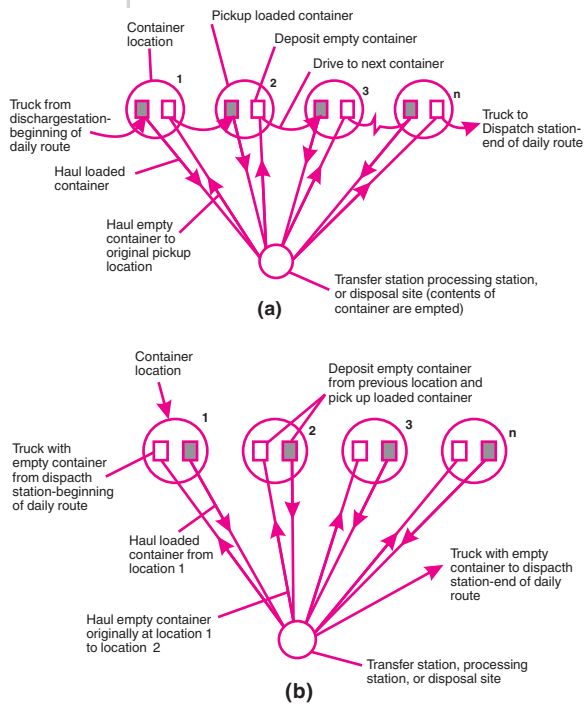 Pickup loaded container
Container
location
Deposit empty container
Drive to next container
1
2
3
n
Truck from
dischargestation-
beginning of
daily route
Truck to
Dispatch station-
end of daily route
Haul loaded
container
Haul empty
container to
original pickup
location
Transfer station processing station,
or disposal site (contents of
container are empted)
(a)
Container
location
Deposit empty container
from previous location and
pick up loaded container
1
2
3
n
Truck with
empty container
from dispacth
station-beginning
of daily route
Haul loaded
container from
location 1
Truck with empty
container to dispacth
station-end of daily
route
Haul empty container
originally at location 1
to location 2
Transfer station, processing
station, or disposal site
(b)